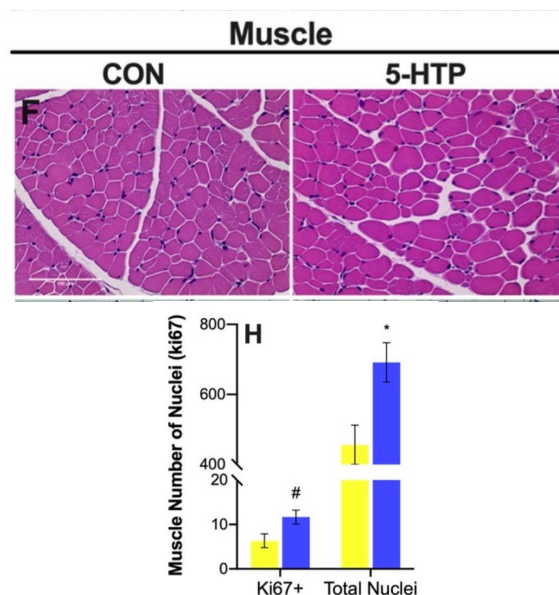 Muscle
CON 5-HTP
F
H
Muscle Number of Nuclei (ki67)
800
600
400
20
10
0
#
*
Ki67+ Total Nuclei